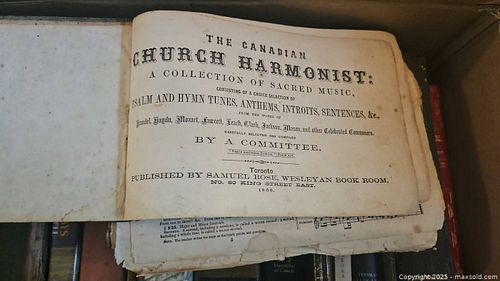 THE CANADIAN
CHURCH HARMONIST:
A COLLECTION OF SACRED MUSIC,
CONSISTING OF A CHOICE SELECTION OF
PSALM AND HYMN TUNES, ANTHEMS, INTROITS, SENTENCES, &c.,
FROM THE WORKS OF
Handel, Haydn, Mozart, Fawcett, Leach, Clark, Jackson, Mason, and other Celebrated Composers.
CAREFULLY SELECTED AND COMPILED
BY A COMMITTEE.
Toronto
PUBLISHED BY SAMUEL ROSE, WESLEYAN BOOK ROOM,
NO. 80 KING STREET EAST.
Copyright © 2025 - maxsold.com